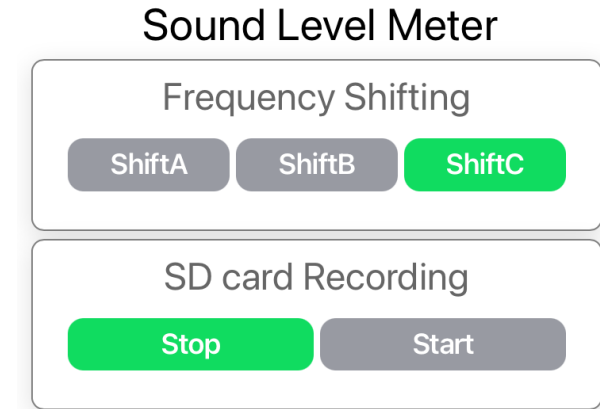 Sound Level Meter
Frequency Shifting
ShiftA ShiftB ShiftC
SD card Recording
Stop Start